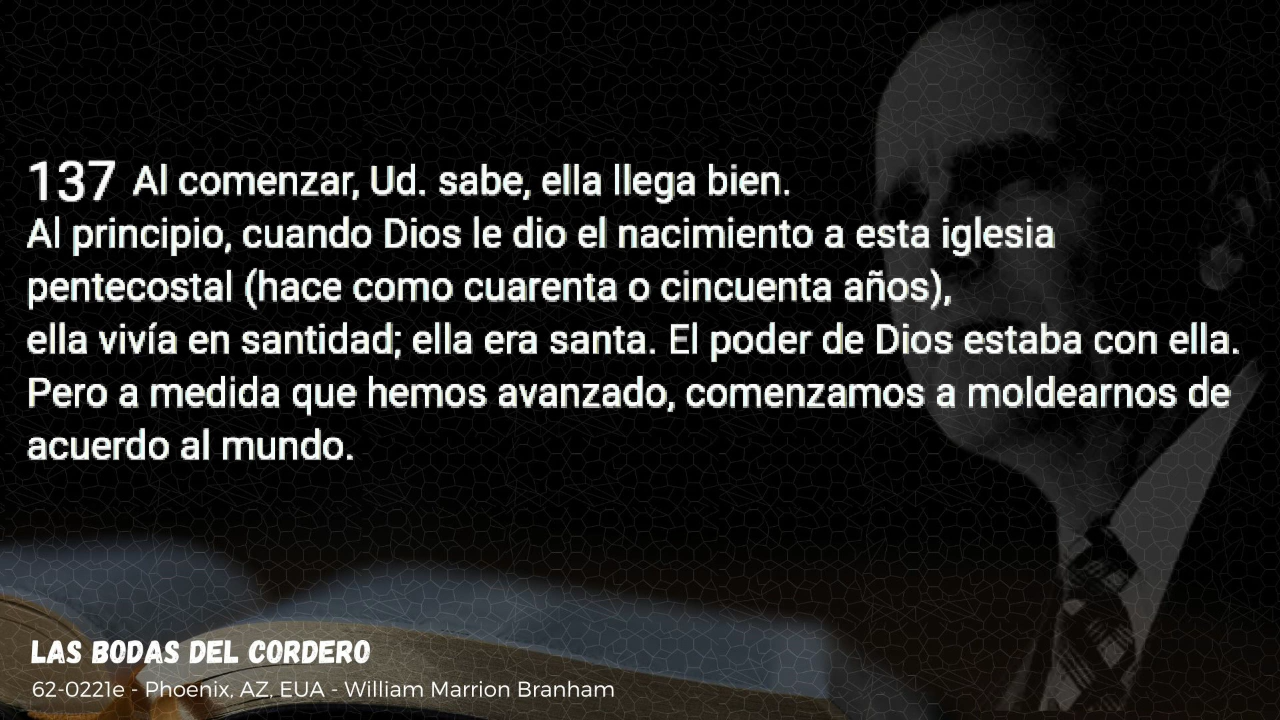 137 Al comenzar, Ud. sabe, ella llega bien.
Al principio, cuando Dios le dio el nacimiento a esta iglesia
pentecostal (hace como cuarenta o cincuenta años),
ella vivía en santidad; ella era santa. El poder de Dios estaba con ella.
Pero a medida que hemos avanzado, comenzamos a moldearnos de
acuerdo al mundo.
LAS BODAS DEL CORDERO
62-0221e - Phoenix, AZ, EUA - William Marrion Branham